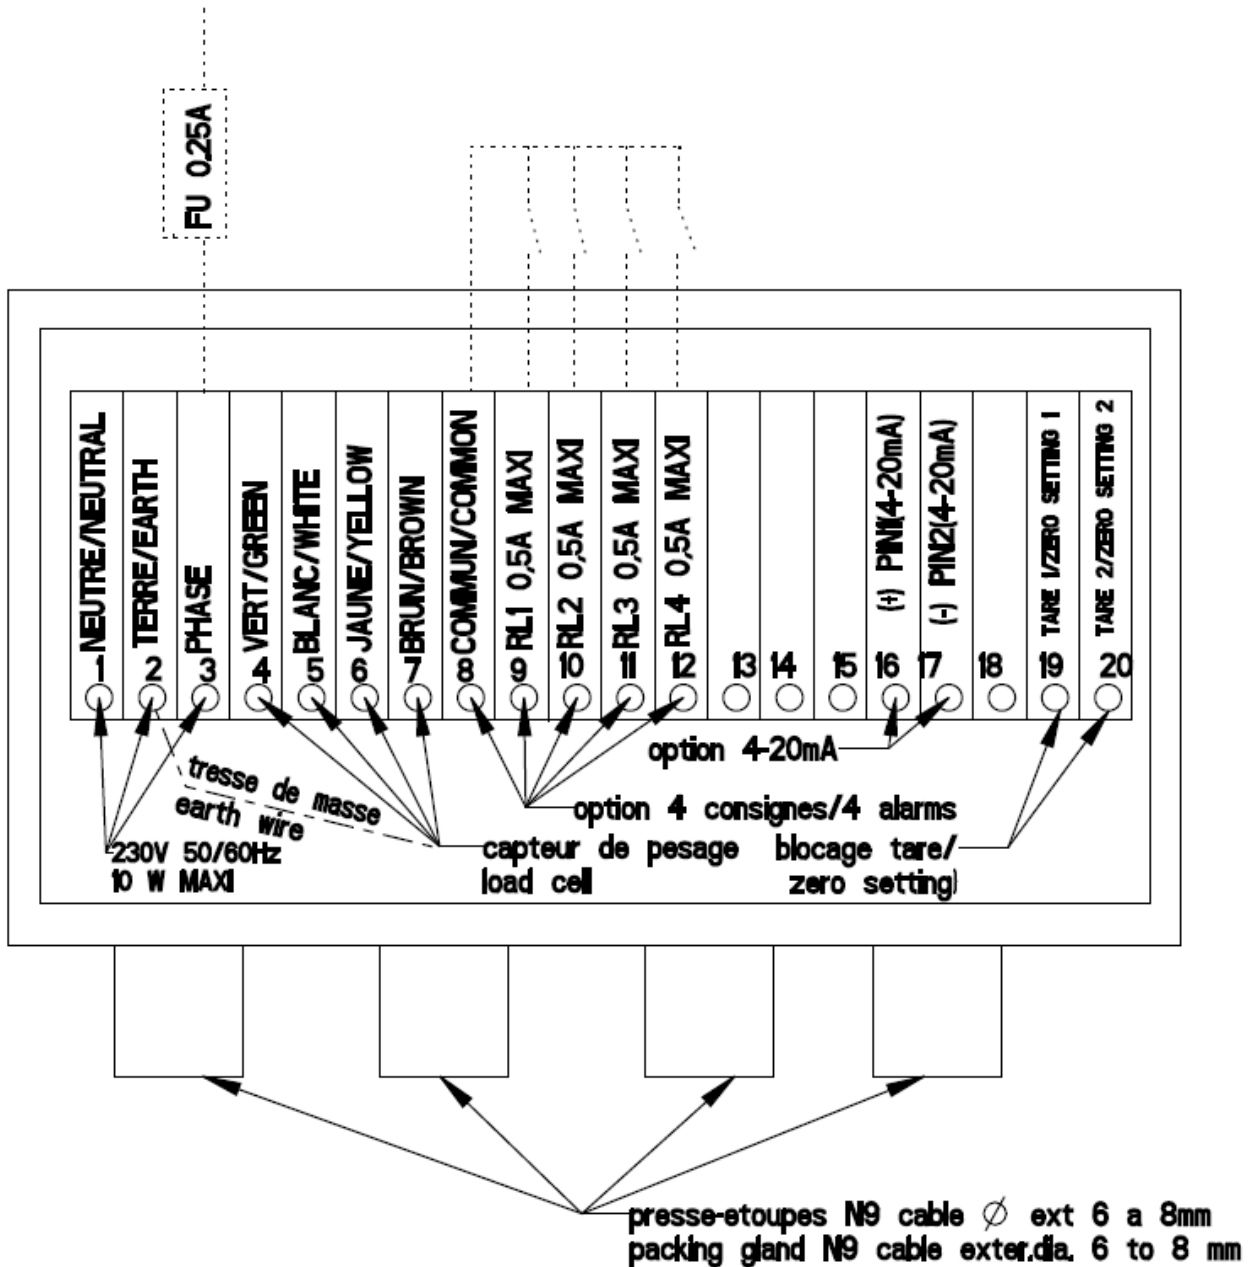 FU 0.25A
NEUTRE/NEUTRAL
TERRE/EARTH
PHASE
VERT/GREEN
BLANC/WHITE
JAUNE/YELLOW
BRUN/BROWN
COMMUN/COMMON
RL1 0,5A MAXI
RL2 0,5A MAXI
RL3 0,5A MAXI
RL4 0,5A MAXI
(+) PIN1(4-20mA)
(-) PIN2(4-20mA)
TARE 1/ZERO SETTING 1
TARE 2/ZERO SETTING 2
1 2 3 4 5 6 7 8 9 10 11 12 13 14 15 16 17 18 19 20
option 4-20mA
tresse de masse
earth wire
option 4 consignes/4 alarms
230V 50/60Hz
10 W MAXI
capteur de pesage
load cell
blocage tare/
zero setting
presse-etoupes N9 cable Ø ext 6 a 8mm
packing gland N9 cable exter.dia. 6 to 8 mm